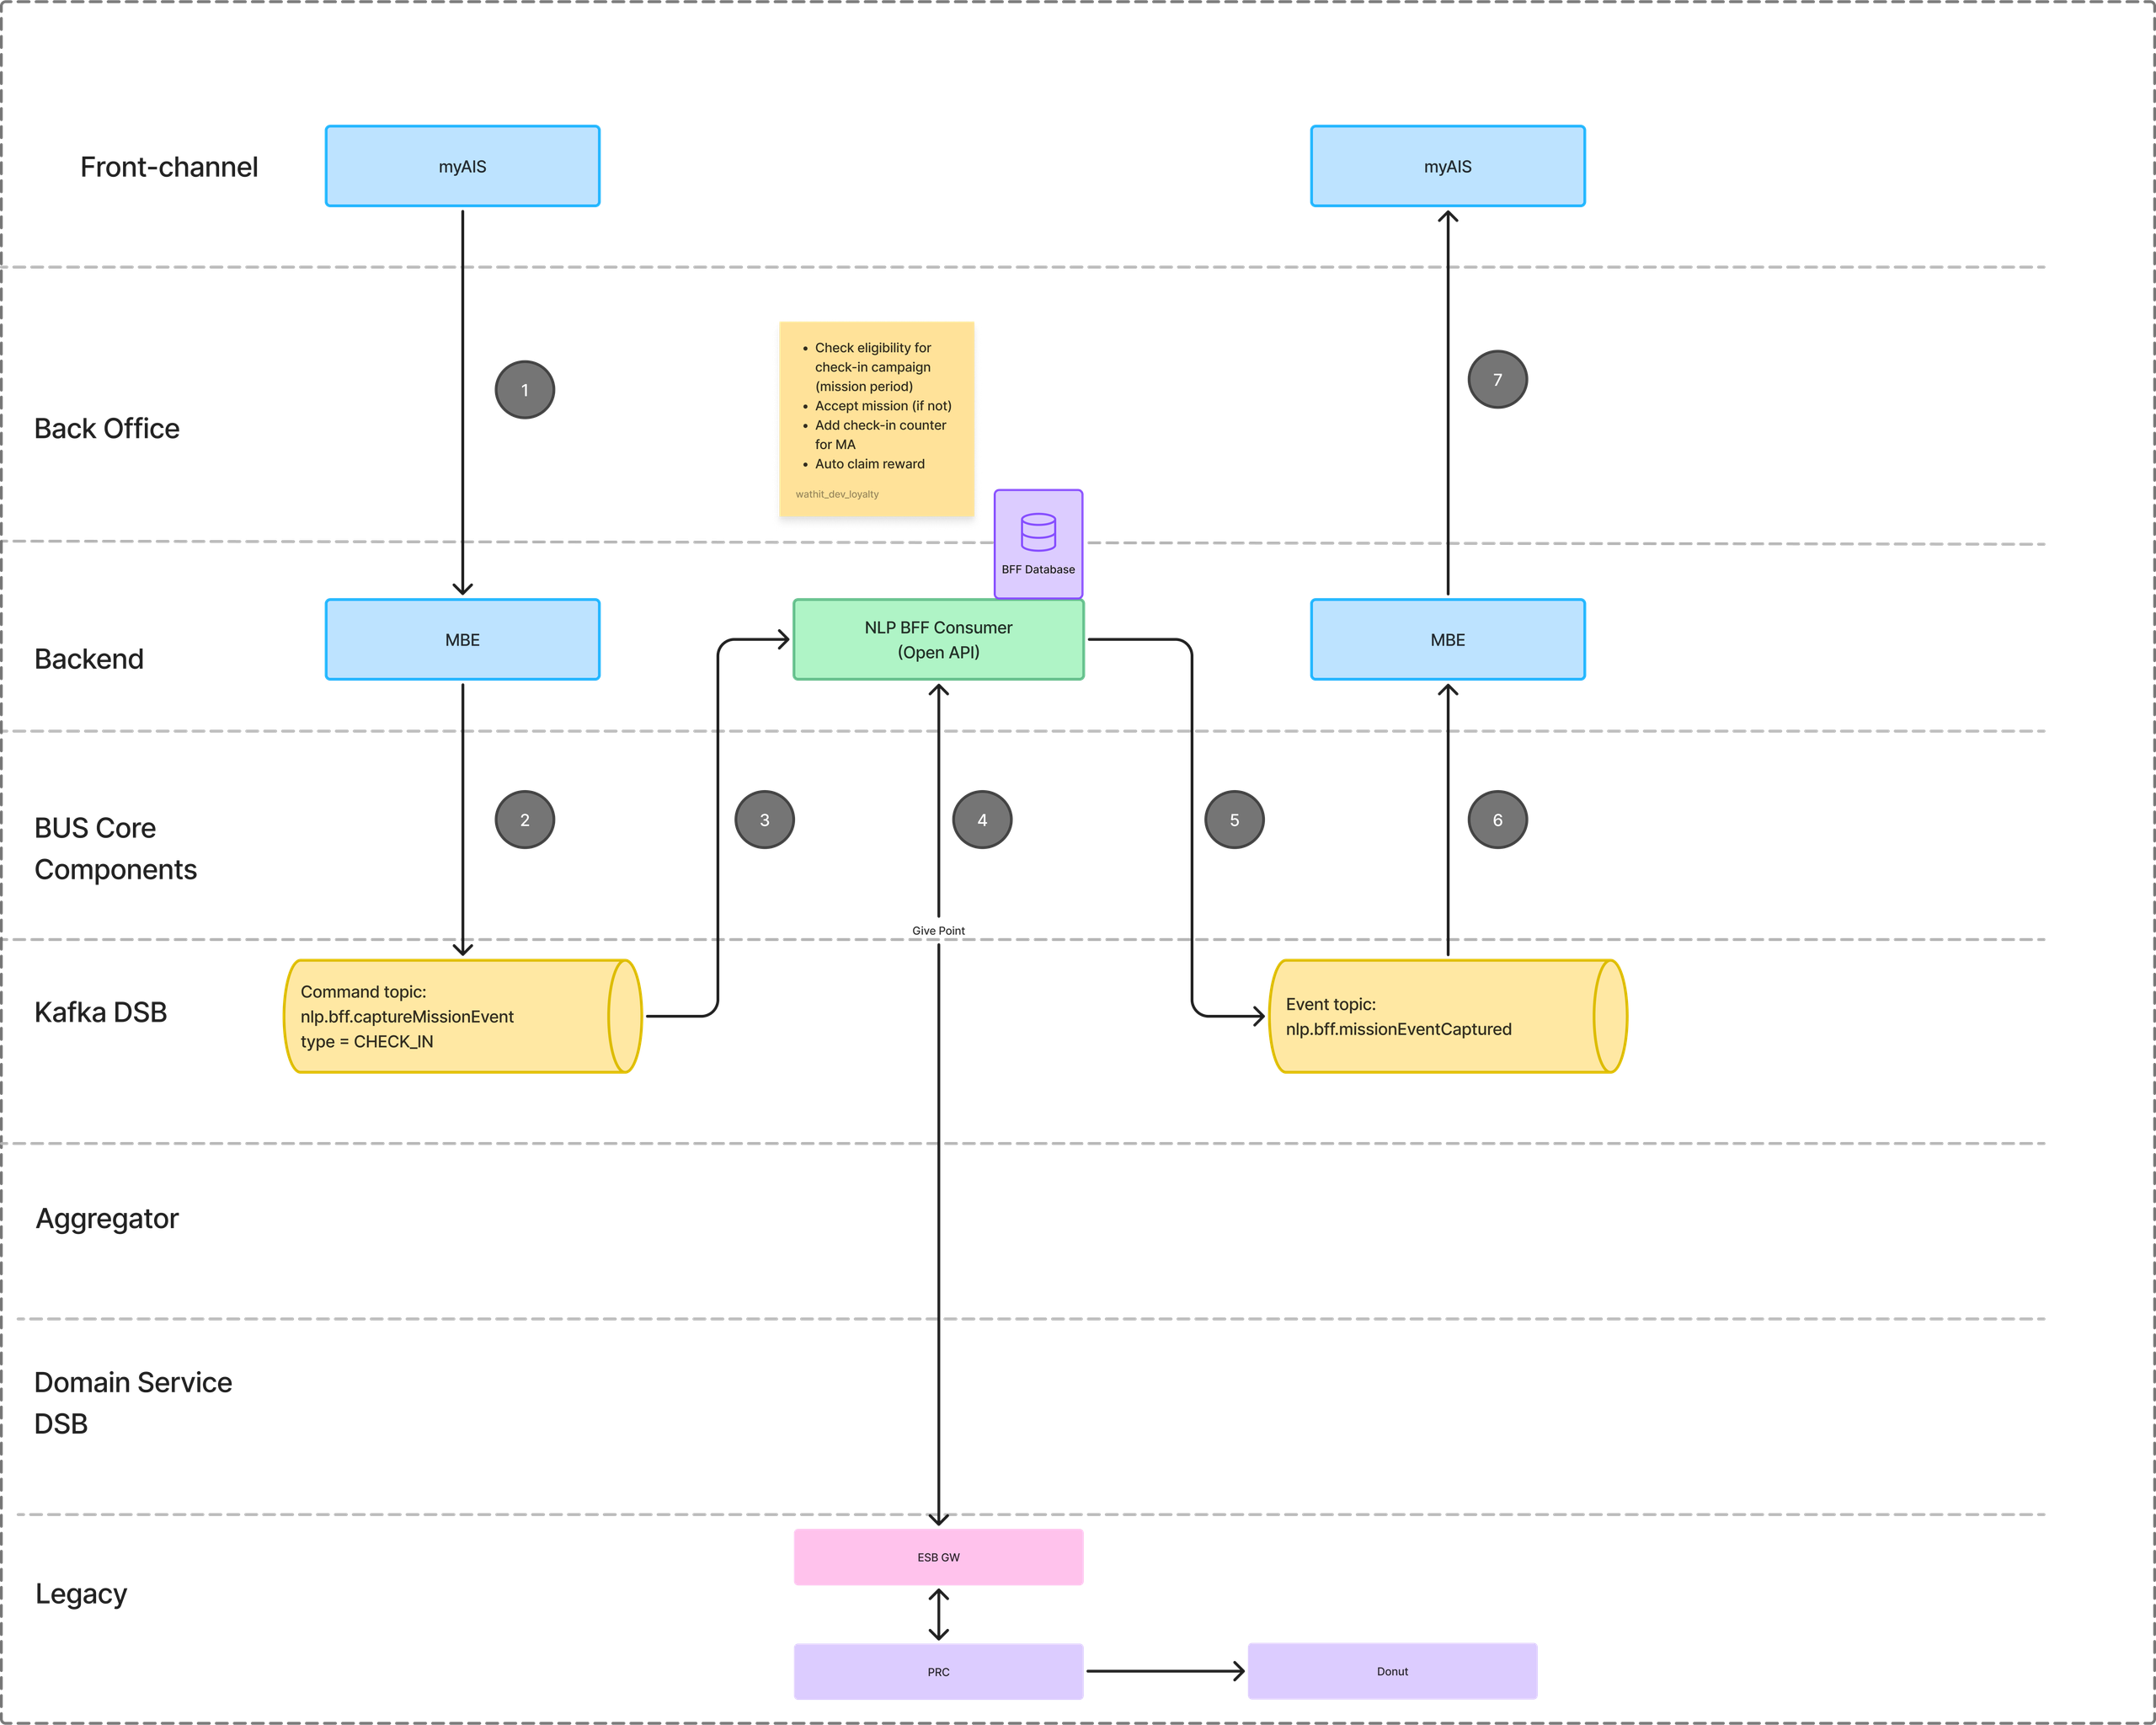 Front-channel
myAIS
myAIS
1
7
• Check eligibility for
check-in campaign
(mission period)
• Accept mission (if not)
• Add check-in counter
for MA
• Auto claim reward
wathit_dev_loyalty
Back Office
BFF Database
Backend
MBE
NLP BFF Consumer
(Open API)
MBE
BUS Core
Components
2
3
4
5
6
Give Point
Kafka DSB
Command topic:
nlp.bff.captureMissionEvent
type = CHECK_IN
Event topic:
nlp.bff.missionEventCaptured
Aggregator
Domain Service
DSB
Legacy
ESB GW
PRC
Donut